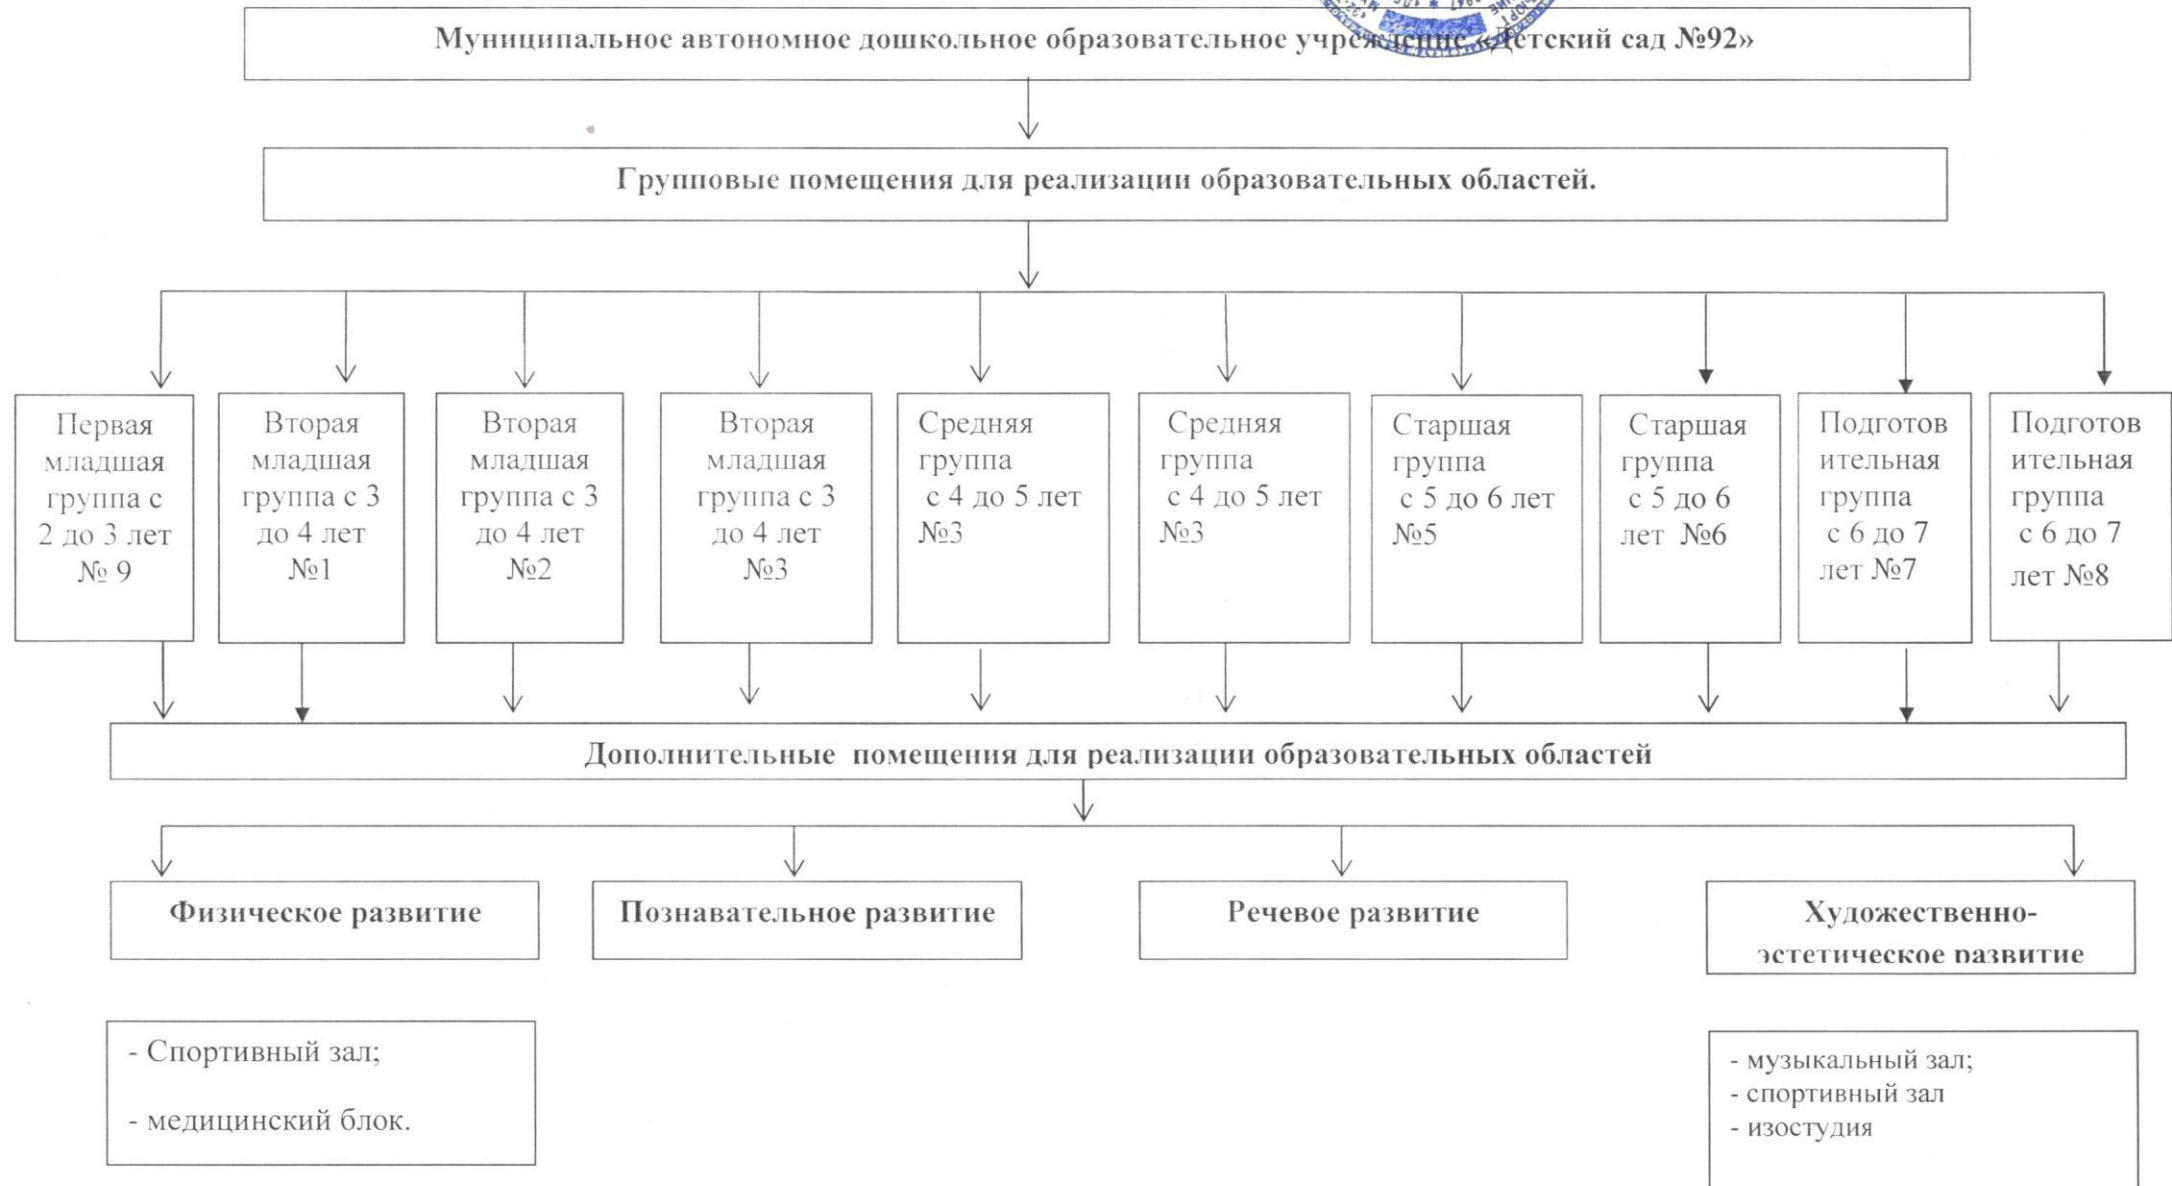 Муниципальное автономное дошкольное образовательное учреждение «Детский сад №92»
Групповые помещения для реализации образовательных областей.
Первая
младшая
группа с
2 до 3 лет
№ 9
Вторая
младшая
группа с 3
до 4 лет
№1
Вторая
младшая
группа с 3
до 4 лет
№2
Вторая
младшая
группа с 3
до 4 лет
№3
Средняя
группа
с 4 до 5 лет
№3
Средняя
группа
с 4 до 5 лет
№3
Старшая
группа
с 5 до 6 лет
№5
Старшая
группа
с 5 до 6
лет №6
Подготов
ительная
группа
с 6 до 7
лет №7
Подготов
ительная
группа
с 6 до 7
лет №8
Дополнительные помещения для реализации образовательных областей
Физическое развитие
Познавательное развитие
Речевое развитие
Художественно-
эстетическое развитие
- Спортивный зал;
- медицинский блок.
- музыкальный зал;
- спортивный зал
- изостудия